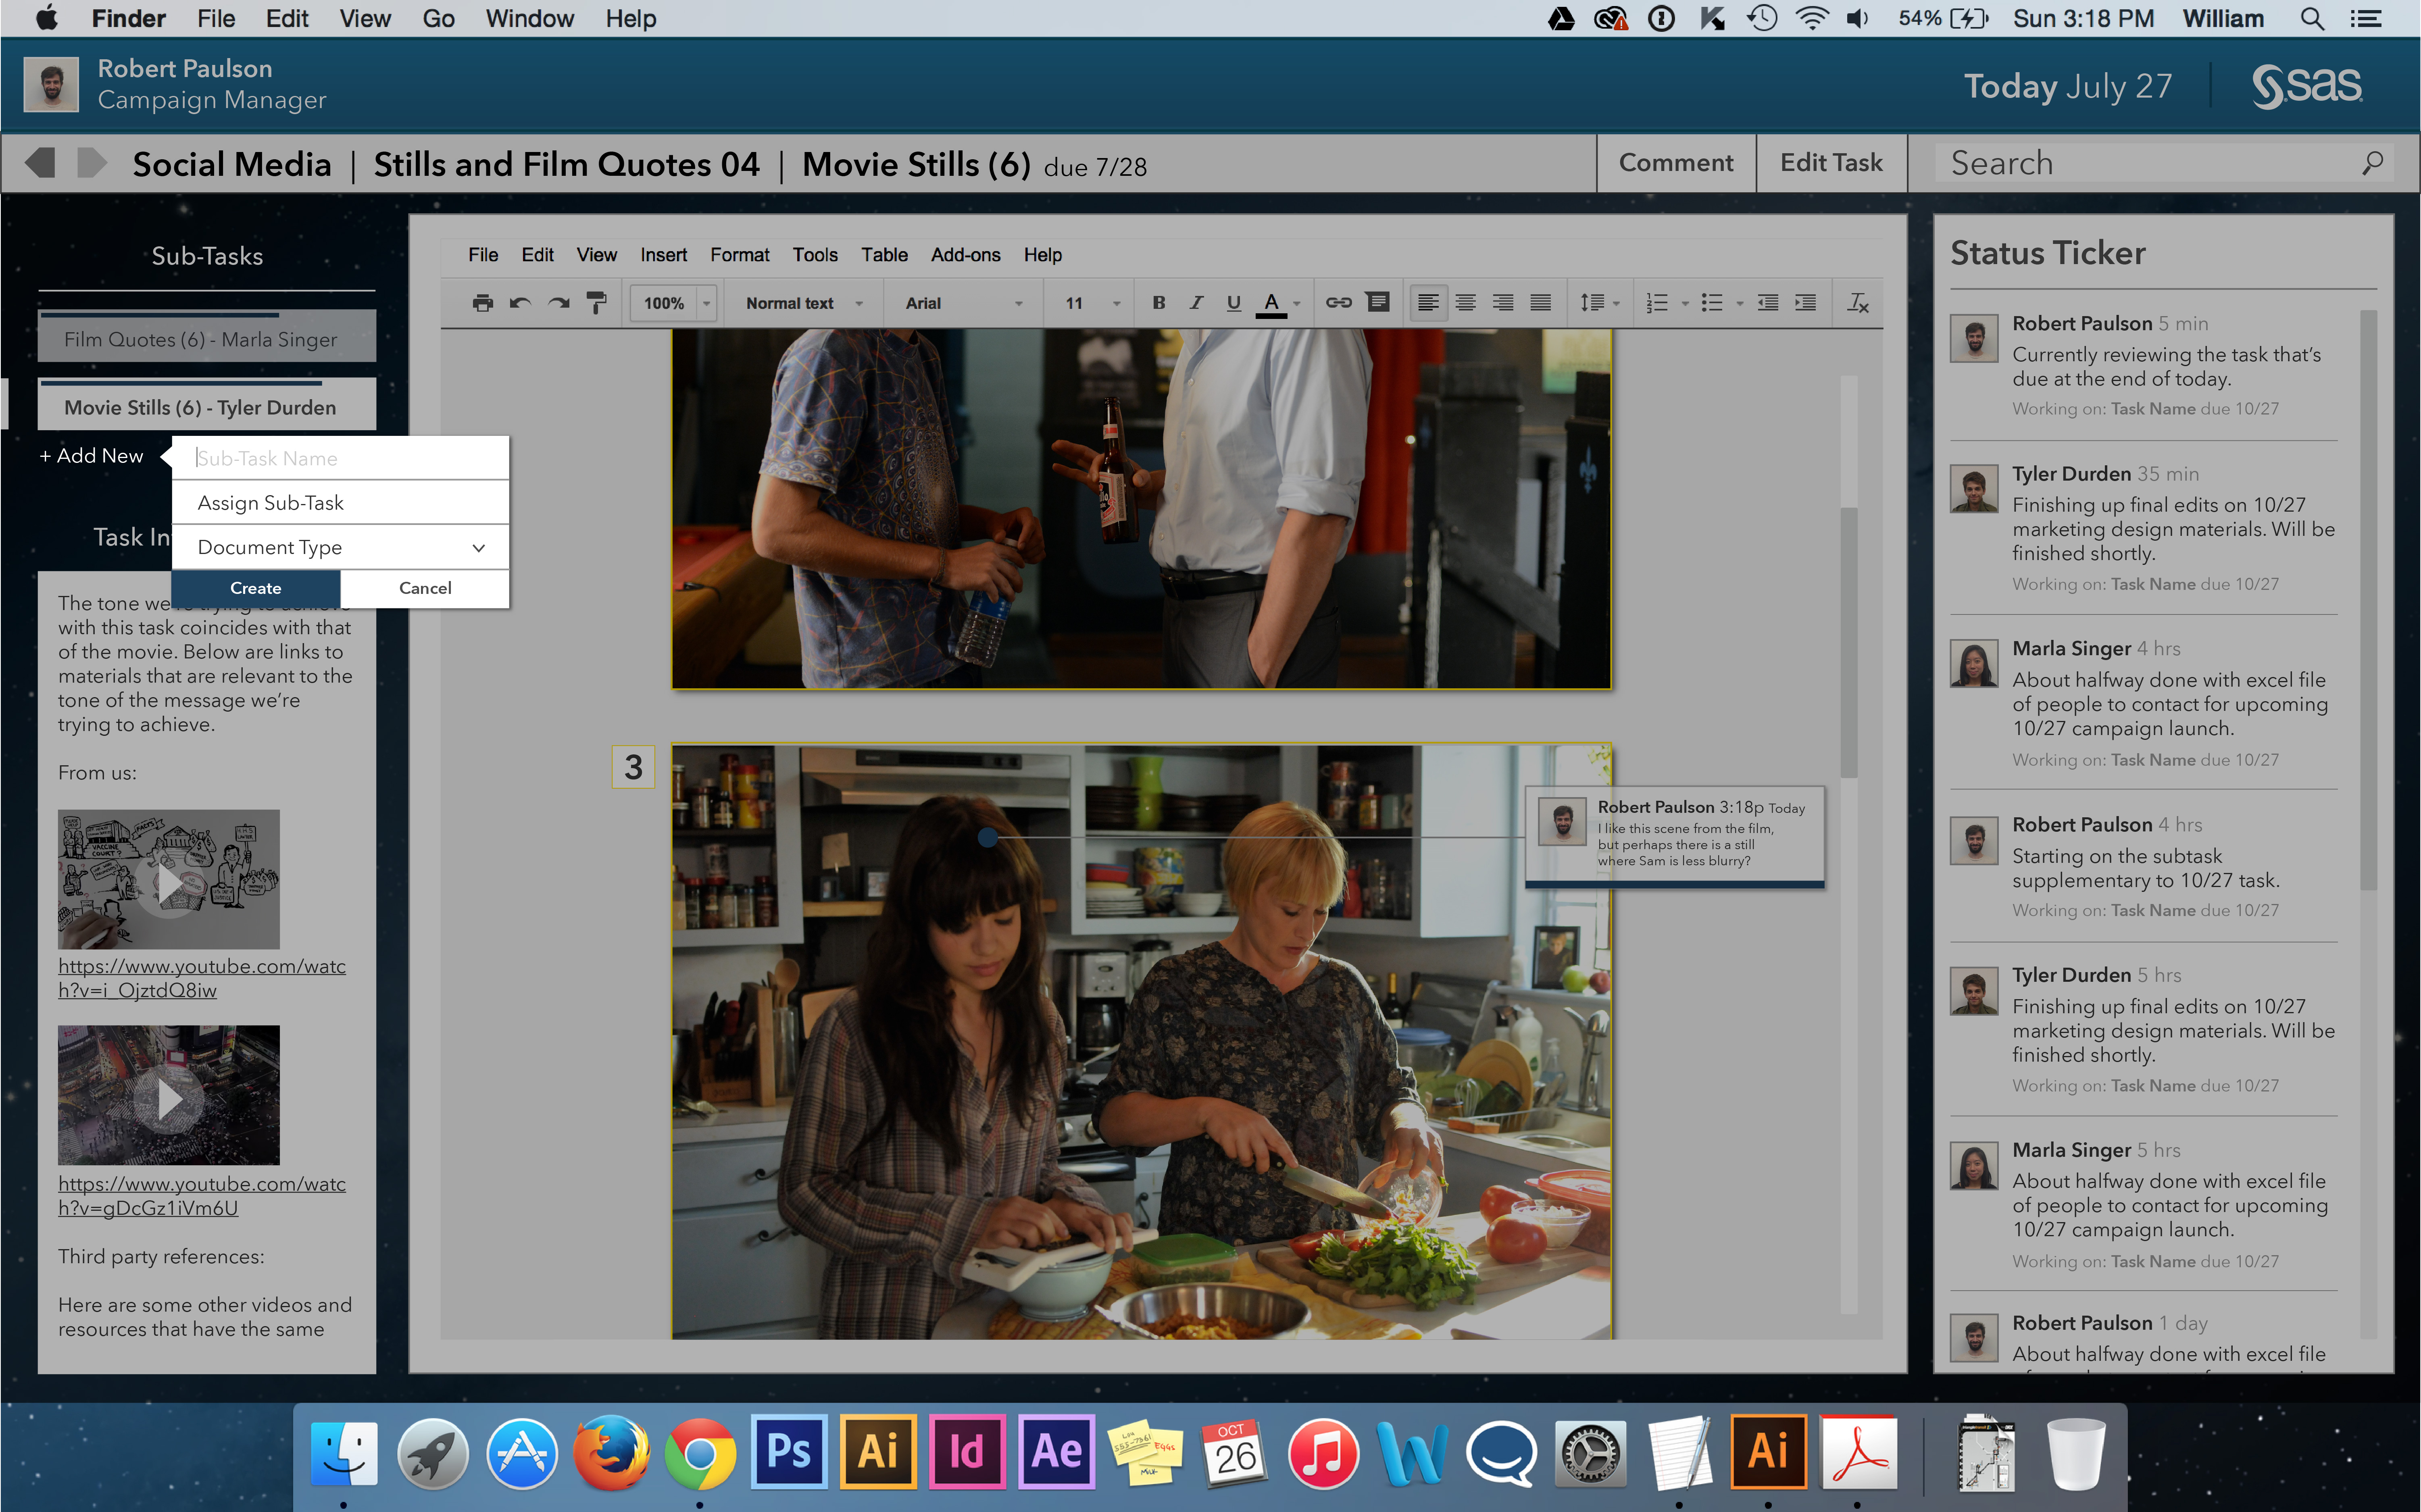 Finder File Edit View Go Window Help
54% Sun 3:18 PM William
Robert Paulson
Campaign Manager
Today July 27
sas
Social Media | Stills and Film Quotes 04 | Movie Stills (6) due 7/28
Comment
Edit Task
Search
Sub-Tasks
Film Quotes (6) - Marla Singer
Movie Stills (6) - Tyler Durden
+ Add New
Sub-Task Name
Assign Sub-Task
Document Type
Create
Cancel
Task In
The tone we're trying to achieve
with this task coincides with that
of the movie. Below are links to
materials that are relevant to the
tone of the message we're
trying to achieve.
From us:
VACCINE
COURT?
https://www.youtube.com/watc
h?v=i_OjztdQ8iw
https://www.youtube.com/watc
h?v=gDcGz1iVm6U
Third party references:
Here are some other videos and
resources that have the same
File Edit View Insert Format Tools Table Add-ons Help
100% Normal text Arial 11 B I U A
3
Robert Paulson 3:18p Today
I like this scene from the film,
but perhaps there is a still
where Sam is less blurry?
Status Ticker
Robert Paulson 5 min
Currently reviewing the task that's
due at the end of today.
Working on: Task Name due 10/27
Tyler Durden 35 min
Finishing up final edits on 10/27
marketing design materials. Will be
finished shortly.
Working on: Task Name due 10/27
Marla Singer 4 hrs
About halfway done with excel file
of people to contact for upcoming
10/27 campaign launch.
Working on: Task Name due 10/27
Robert Paulson 4 hrs
Starting on the subtask
supplementary to 10/27 task.
Working on: Task Name due 10/27
Tyler Durden 5 hrs
Finishing up final edits on 10/27
marketing design materials. Will be
finished shortly.
Working on: Task Name due 10/27
Marla Singer 5 hrs
About halfway done with excel file
of people to contact for upcoming
10/27 campaign launch.
Working on: Task Name due 10/27
Robert Paulson 1 day
About halfway done with excel file
Ps
Ai
Id
Ae
EGGS
MILK
OCT
26
Ai